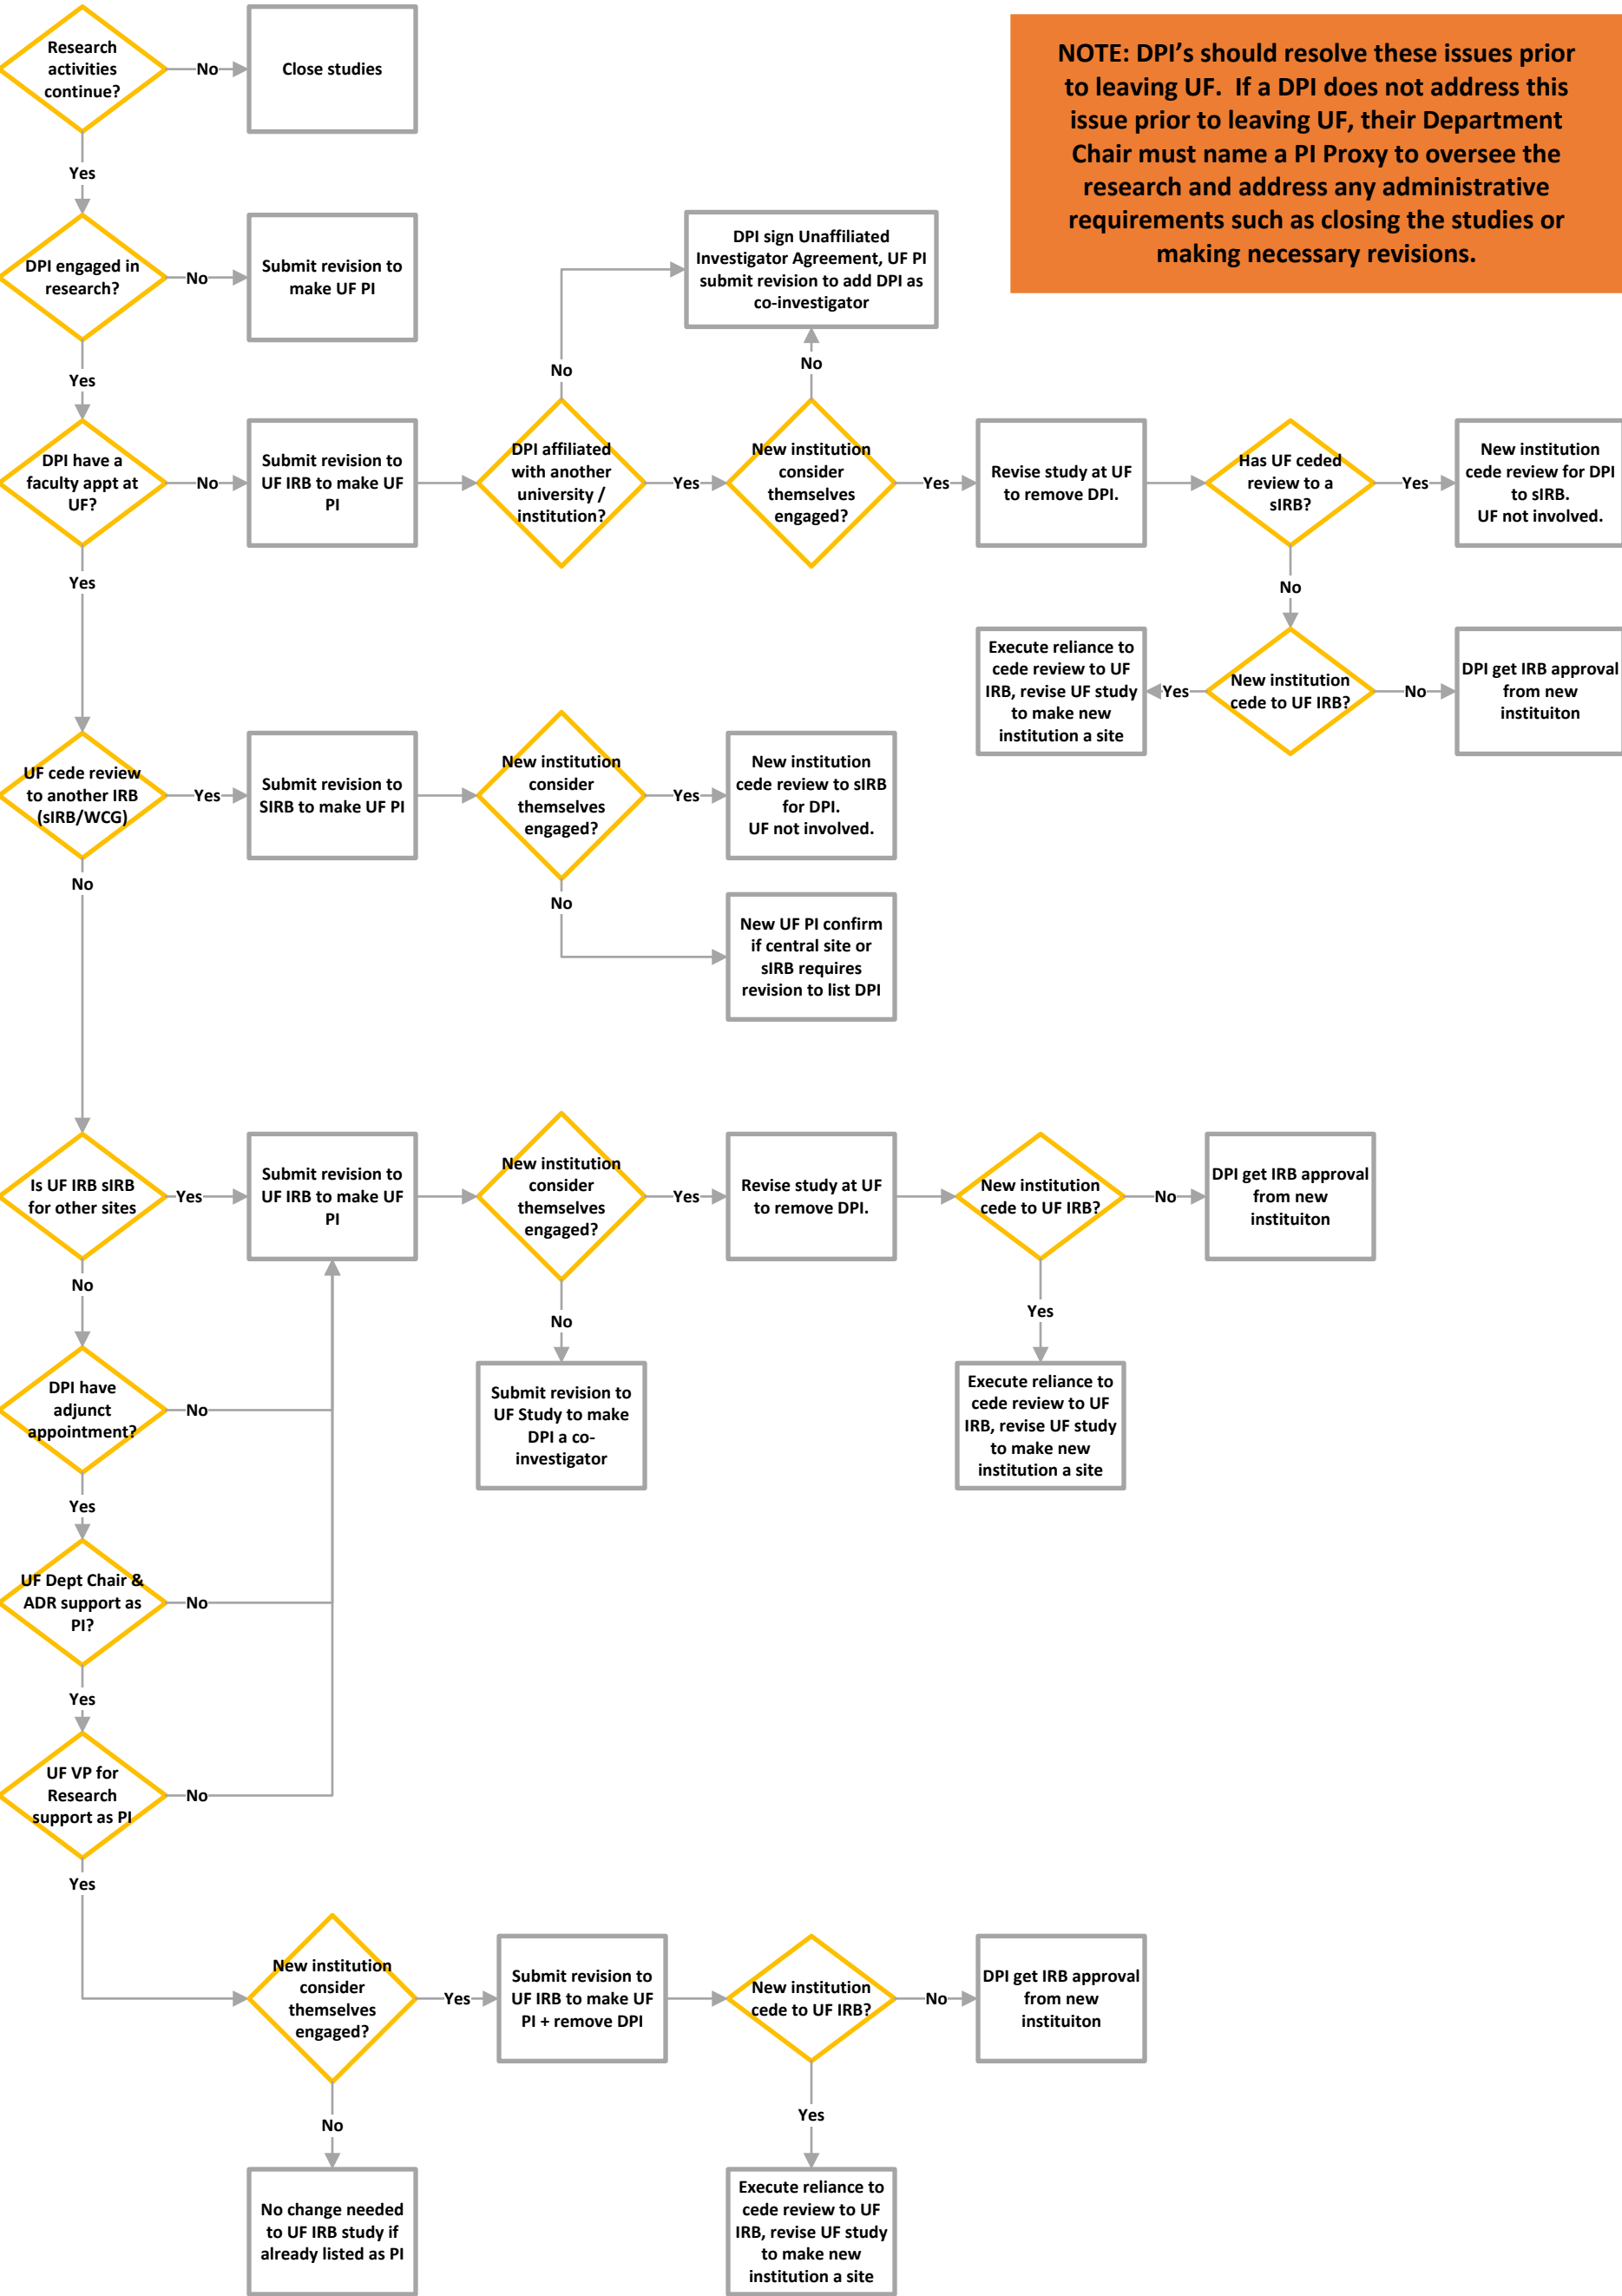 Research
activities
continue?
No
Close studies
NOTE: DPI's should resolve these issues prior
to leaving UF. If a DPI does not address this
issue prior to leaving UF, their Department
Chair must name a PI Proxy to oversee the
research and address any administrative
requirements such as closing the studies or
making necessary revisions.
Yes
DPI engaged in
research?
No
Submit revision to
make UF PI
DPI sign Unaffiliated
Investigator Agreement, UF PI
submit revision to add DPI as
co-investigator
Yes
No
No
DPI have a
faculty appt at
UF?
No
Submit revision to
UF IRB to make UF
PI
DPI affiliated
with another
university /
institution?
Yes
New institution
consider
themselves
engaged?
Yes
Revise study at UF
to remove DPI.
Has UF ceded
review to a
sIRB?
Yes
New institution
cede review for DPI
to sIRB.
UF not involved.
Yes
No
Execute reliance to
cede review to UF
IRB, revise UF study
to make new
institution a site
Yes
New institution
cede to UF IRB?
No
DPI get IRB approval
from new
instituiton
UF cede review
to another IRB
(sIRB/WCG)
Yes
Submit revision to
SIRB to make UF PI
New institution
consider
themselves
engaged?
Yes
New institution
cede review to sIRB
for DPI.
UF not involved.
No
No
New UF PI confirm
if central site or
sIRB requires
revision to list DPI
Is UF IRB sIRB
for other sites
Yes
Submit revision to
UF IRB to make UF
PI
New institution
consider
themselves
engaged?
Yes
Revise study at UF
to remove DPI.
New institution
cede to UF IRB?
No
DPI get IRB approval
from new
instituiton
No
No
Yes
DPI have
adjunct
appointment?
No
Submit revision to
UF Study to make
DPI a co-
investigator
Execute reliance to
cede review to UF
IRB, revise UF study
to make new
institution a site
Yes
UF Dept Chair &
ADR support as
PI?
No
Yes
UF VP for
Research
support as PI
No
Yes
New institution
consider
themselves
engaged?
Yes
Submit revision to
UF IRB to make UF
PI + remove DPI
New institution
cede to UF IRB?
No
DPI get IRB approval
from new
instituiton
No
Yes
No change needed
to UF IRB study if
already listed as PI
Execute reliance to
cede review to UF
IRB, revise UF study
to make new
institution a site